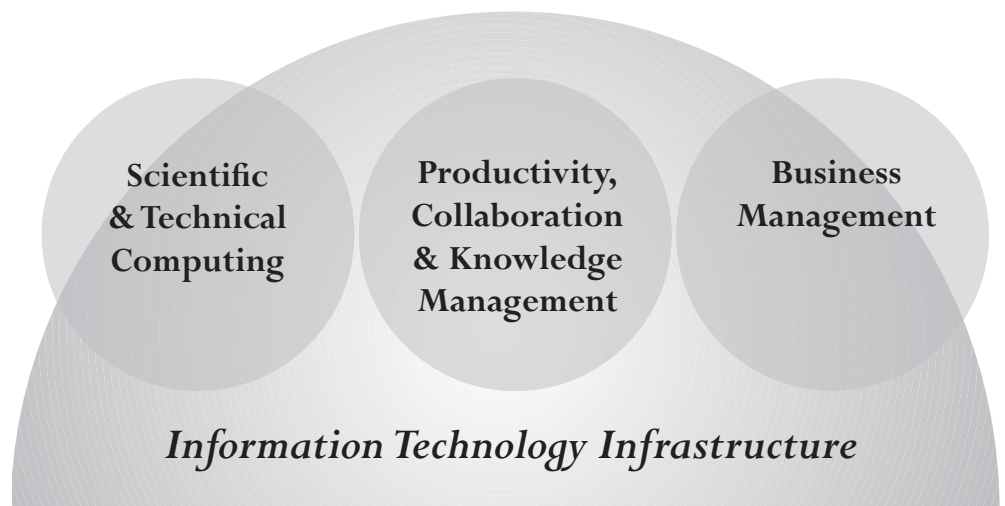 Scientific
& Technical
Computing
Productivity,
Collaboration
& Knowledge
Management
Business
Management
Information Technology Infrastructure